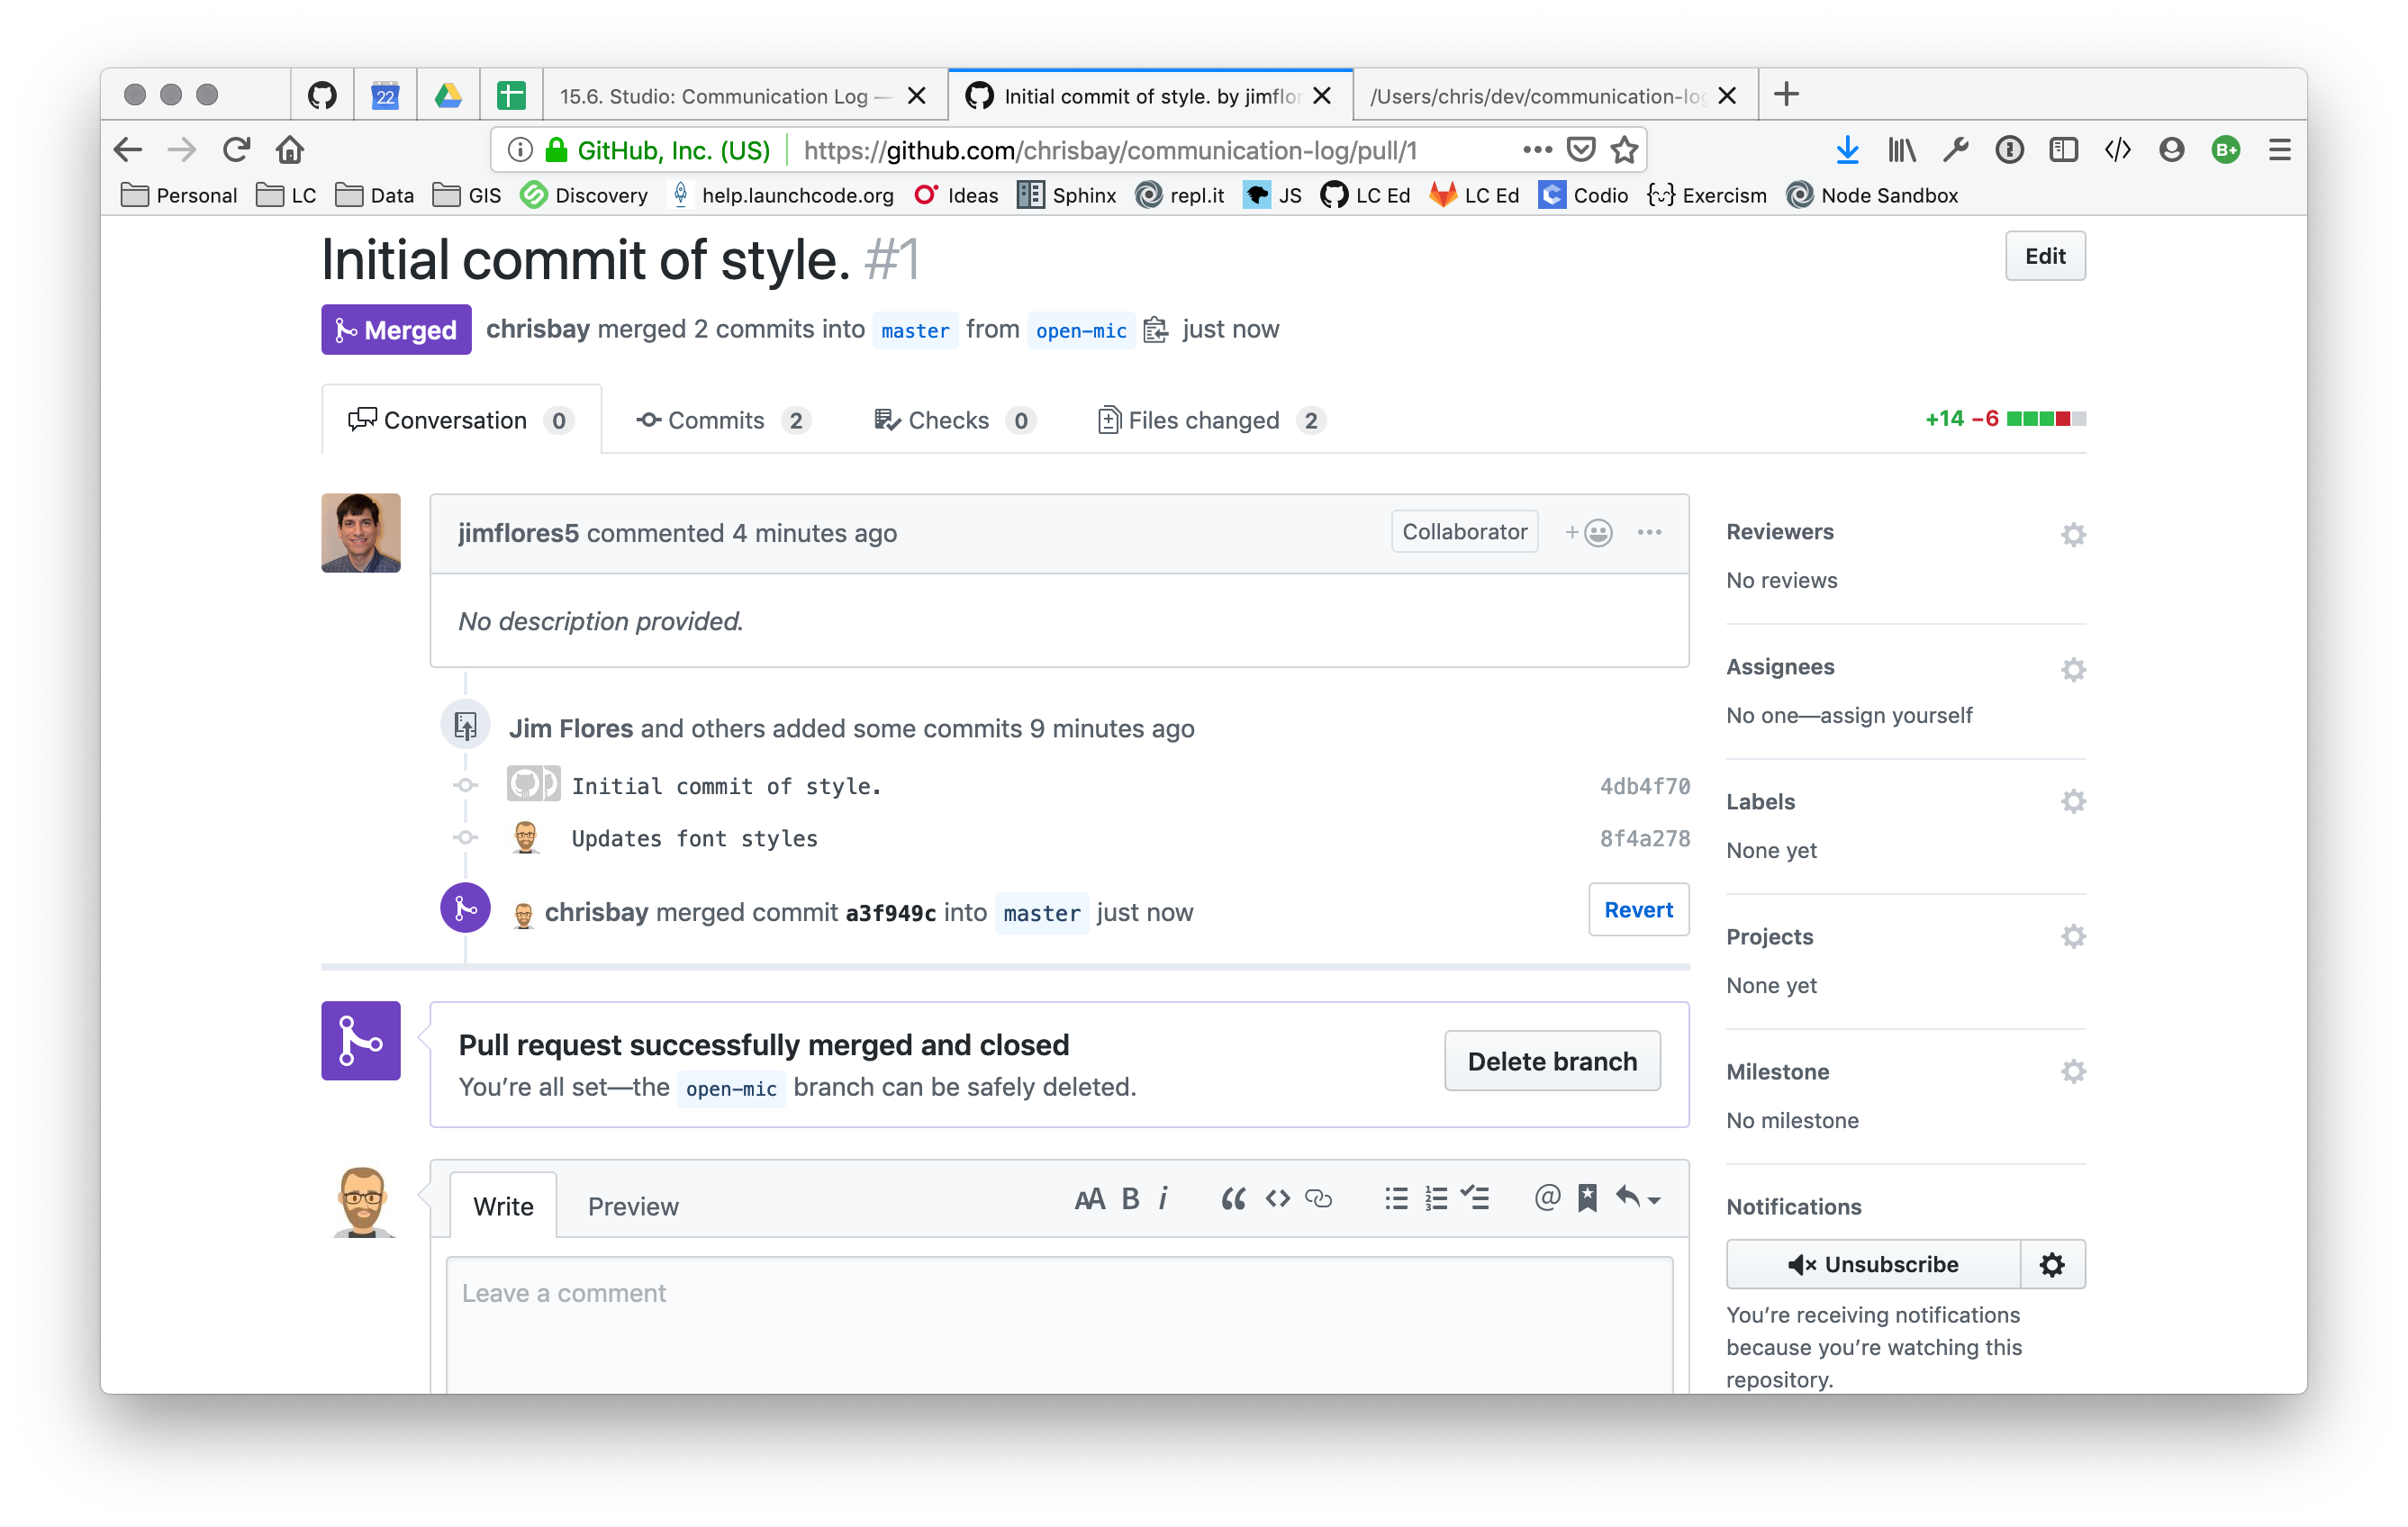 22
15.6. Studio: Communication Log —
Initial commit of style. by jimflor
/Users/chris/dev/communication-log
GitHub, Inc. (US)
https://github.com/chrisbay/communication-log/pull/1
B+
Personal
LC
Data
GIS
Discovery
help.launchcode.org
Ideas
Sphinx
repl.it
JS
LC Ed
LC Ed
Codio
Exercism
Node Sandbox
Initial commit of style. #1
Edit
Merged
chrisbay merged 2 commits into master from open-mic just now
Conversation 0
Commits 2
Checks 0
Files changed 2
+14 −6
jimflores5 commented 4 minutes ago
Collaborator
No description provided.
Jim Flores and others added some commits 9 minutes ago
Initial commit of style. 4db4f70
Updates font styles 8f4a278
chrisbay merged commit a3f949c into master just now
Revert
Pull request successfully merged and closed
You’re all set—the open-mic branch can be safely deleted.
Delete branch
Write
Preview
AA B i
Leave a comment
Reviewers
No reviews
Assignees
No one—assign yourself
Labels
None yet
Projects
None yet
Milestone
No milestone
Notifications
Unsubscribe
You’re receiving notifications
because you’re watching this
repository.